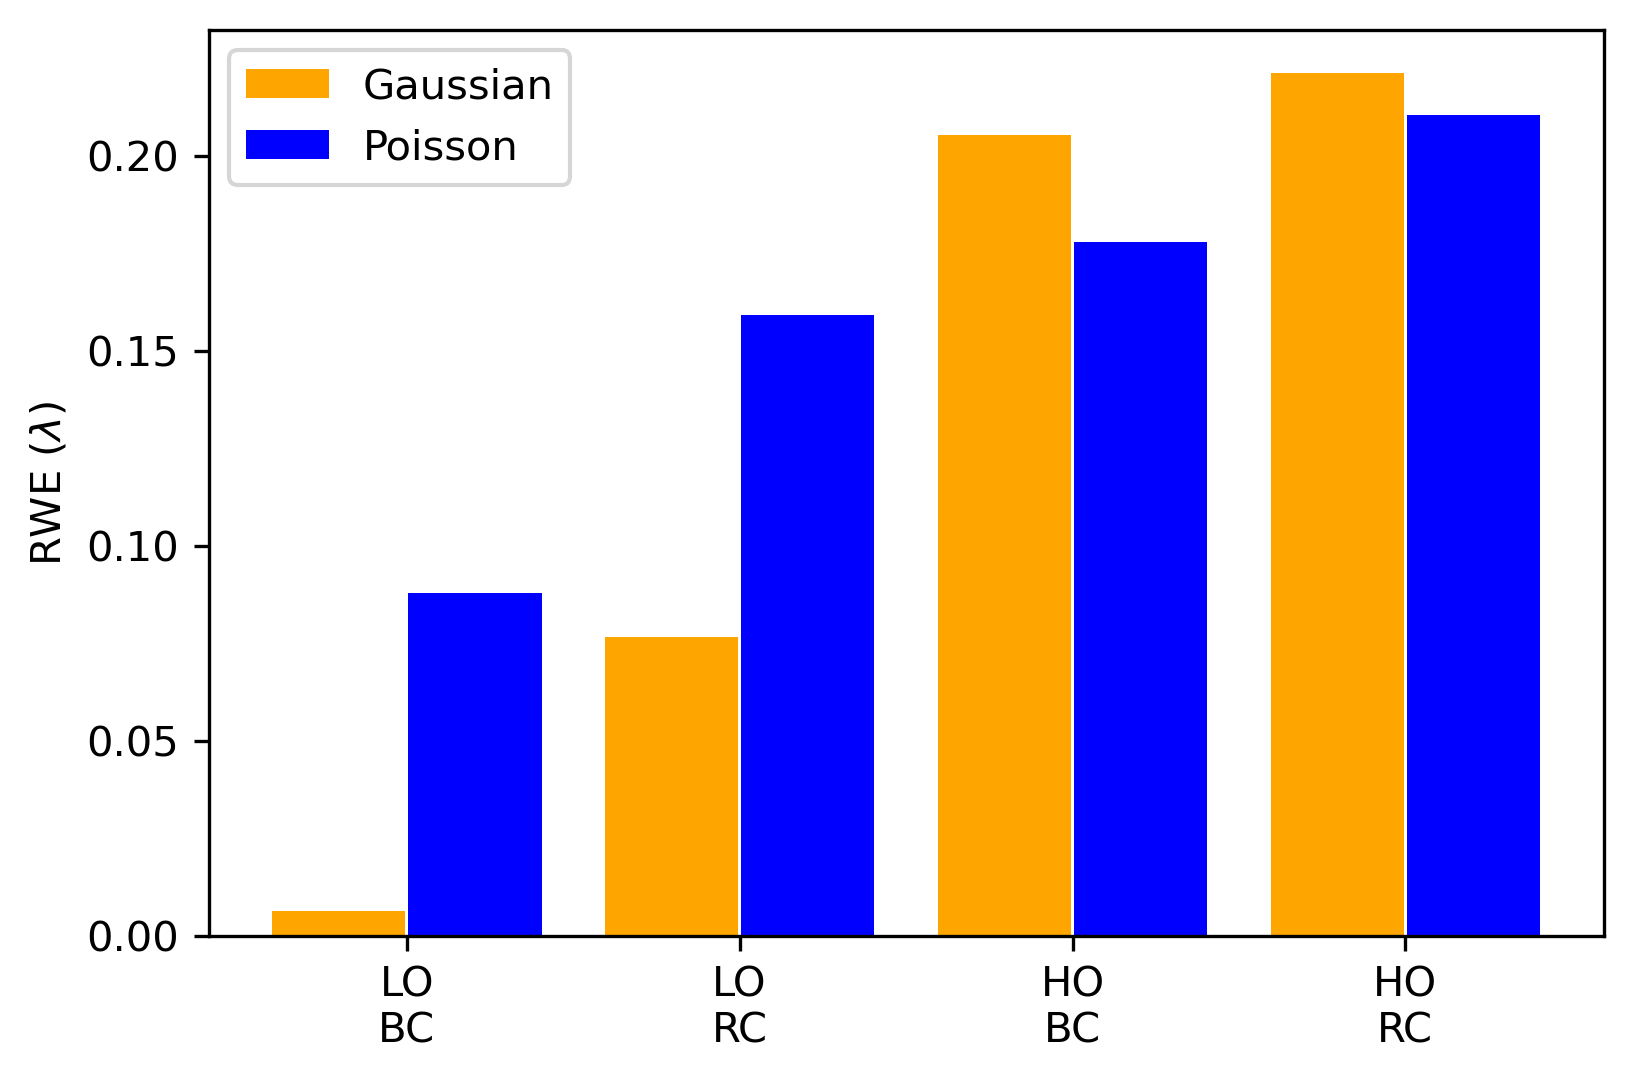 Gaussian
Poisson
0.20
0.15
0.10
0.05
0.00
RWE (λ)
LO
BC
LO
RC
HO
BC
HO
RC